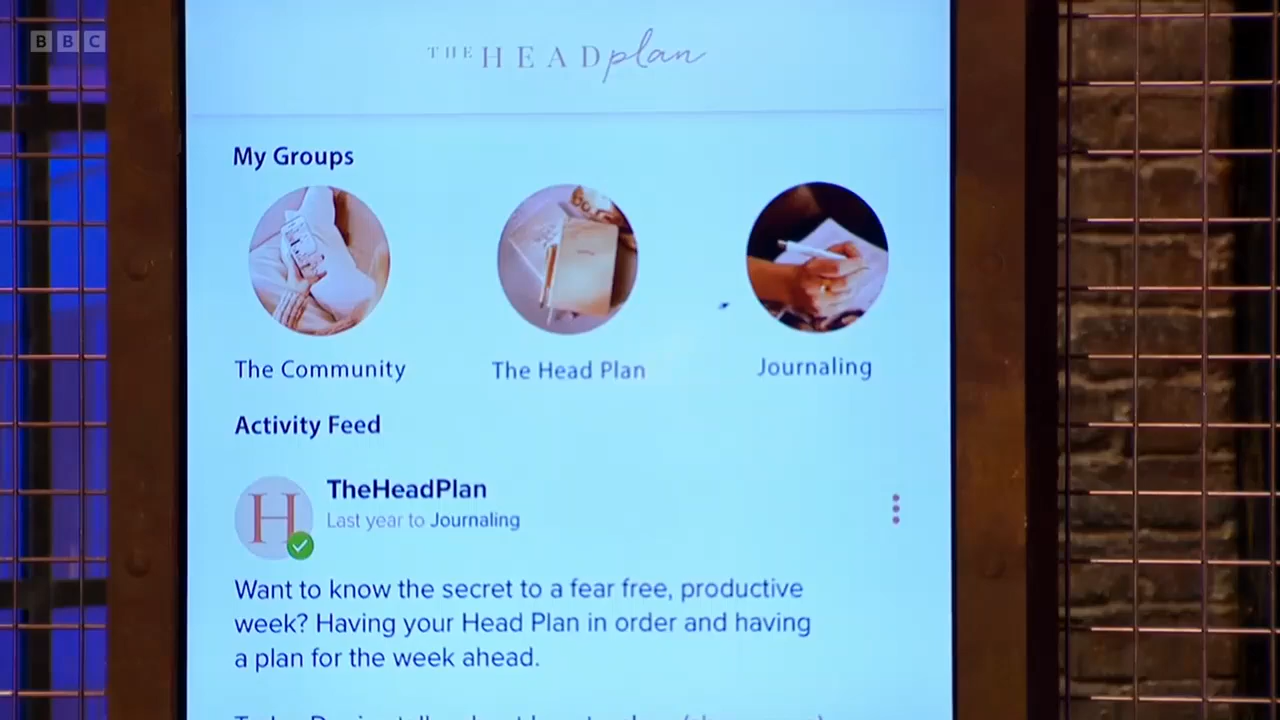 BBC
THE HEAD plan
My Groups
The Community
The Head Plan
Journaling
Activity Feed
H
TheHeadPlan
Last year to Journaling
Want to know the secret to a fear free, productive
week? Having your Head Plan in order and having
a plan for the week ahead.